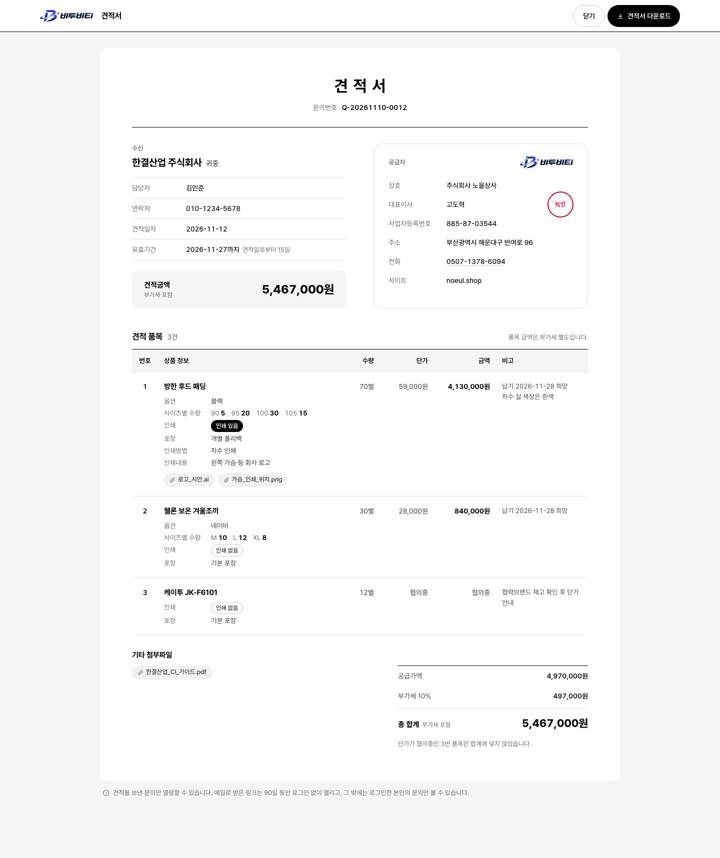 비투비티 견적서
닫기
견적서 다운로드
견적서
문의번호 Q-20261110-0012
수신
한결산업 주식회사 귀중
담당자 김민준
연락처 010-1234-5678
견적일자 2026-11-12
유효기간 2026-11-27까지 견적일로부터 15일
견적금액
부가세 포함
5,467,000원
공급자
비투비티
상호 주식회사 노을상사
대표이사 고도혁
직인
사업자등록번호 885-87-03544
주소 부산광역시 해운대구 반여로 96
전화 0507-1378-6094
사이트 noeul.shop
견적 품목 3건
품목 금액은 부가세 별도입니다.
번호 상품 정보 수량 단가 금액 비고
1 방한 후드 패딩 70벌 59,000원 4,130,000원 납기 2026-11-28 희망
자수 실 색상은 흰색
옵션 블랙
사이즈별 수량 90 5 95 20 100 30 105 15
인쇄 인쇄 있음
포장 개별 폴리백
인쇄방법 자수 인쇄
인쇄내용 왼쪽 가슴·등 회사 로고
로고_시안.ai
가슴_인쇄_위치.png
2 웰론 보온 겨울조끼 30벌 28,000원 840,000원 납기 2026-11-28 희망
옵션 네이비
사이즈별 수량 M 10 L 12 XL 8
인쇄 인쇄 없음
포장 기본 포장
3 케이투 JK-F6101 12벌 협의중 협의중 협력브랜드 재고 확인 후 단가
안내
인쇄 인쇄 없음
포장 기본 포장
기타 첨부파일
한결산업_CI_가이드.pdf
공급가액 4,970,000원
부가세 10% 497,000원
총 합계 부가세 포함 5,467,000원
단가가 협의중인 3번 품목은 합계에 넣지 않았습니다.
견적을 보낸 문의만 열람할 수 있습니다. 메일로 받은 링크는 90일 동안 로그인 없이 열리고, 그 밖에는 로그인한 본인의 문의만 볼 수 있습니다.